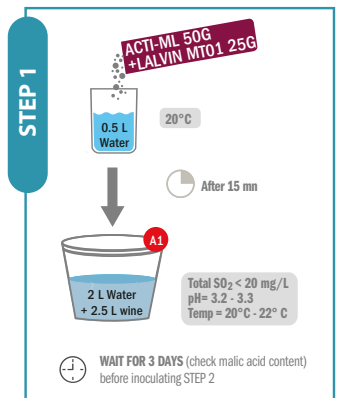 STEP 1
ACTI-ML 50G
+LALVIN MT01 25G
0.5 L
Water
20°C
After 15 mn
A1
2 L Water
+ 2.5 L wine
Total SO₂ < 20 mg/L
pH= 3.2 - 3.3
Temp = 20°C - 22° C
WAIT FOR 3 DAYS (check malic acid content)
before inoculating STEP 2